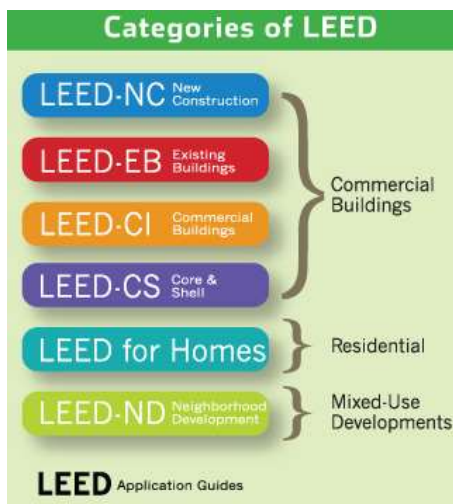 Categories of LEED
LEED-NC New Construction
LEED-EB Existing Buildings
LEED-CI Commercial Buildings
LEED-CS Core & Shell
Commercial Buildings
LEED for Homes
Residential
LEED-ND Neighborhood Development
Mixed-Use Developments
LEED Application Guides